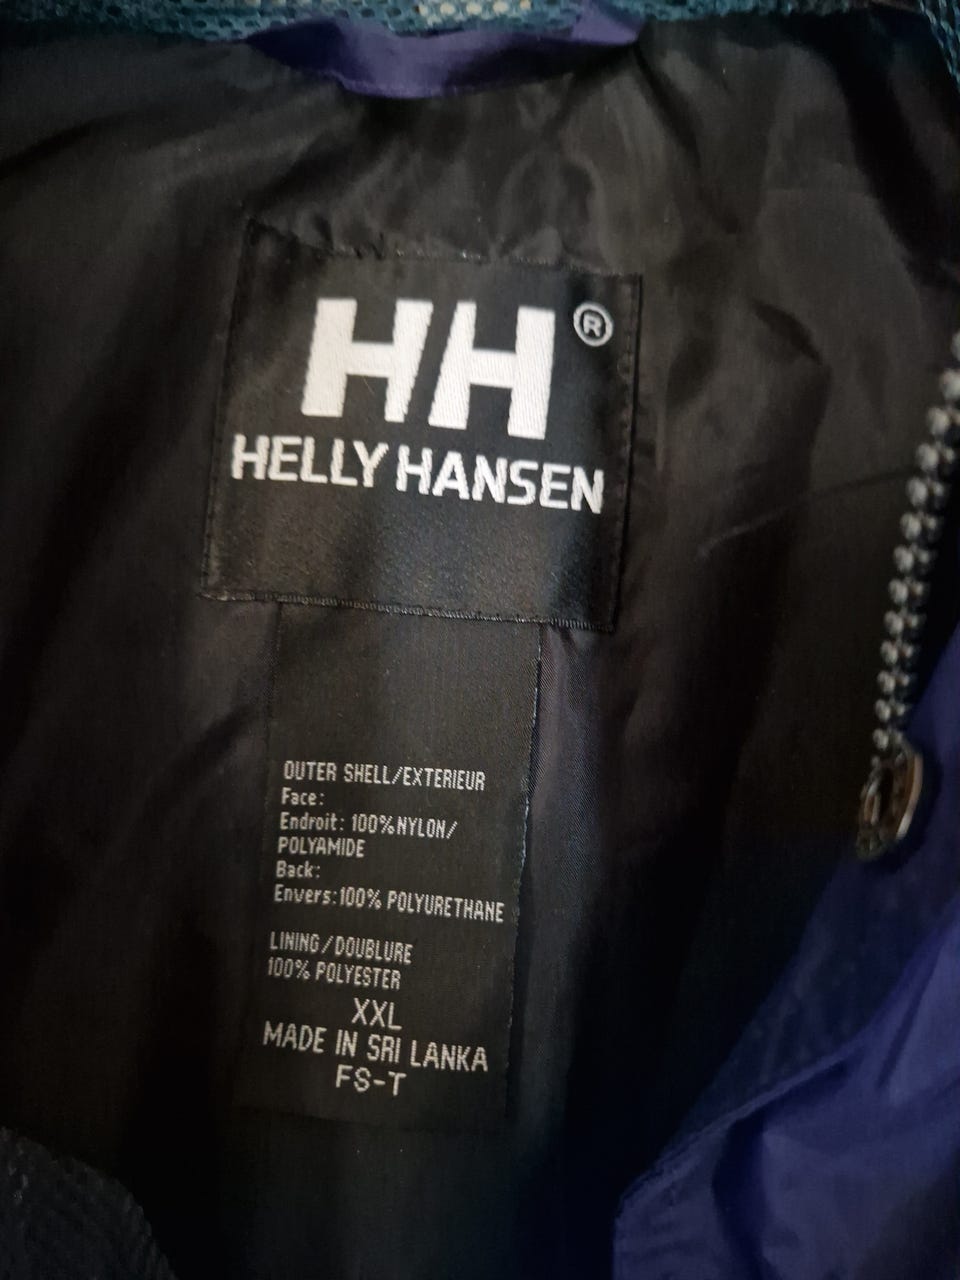 HH®
HELLY HANSEN
OUTER SHELL/EXTERIEUR
Face:
Endroit: 100%NYLON/
POLYAMIDE
Back:
Envers:100% POLYURETHANE
LINING/DOUBLURE
100% POLYESTER
XXL
MADE IN SRI LANKA
FS-T